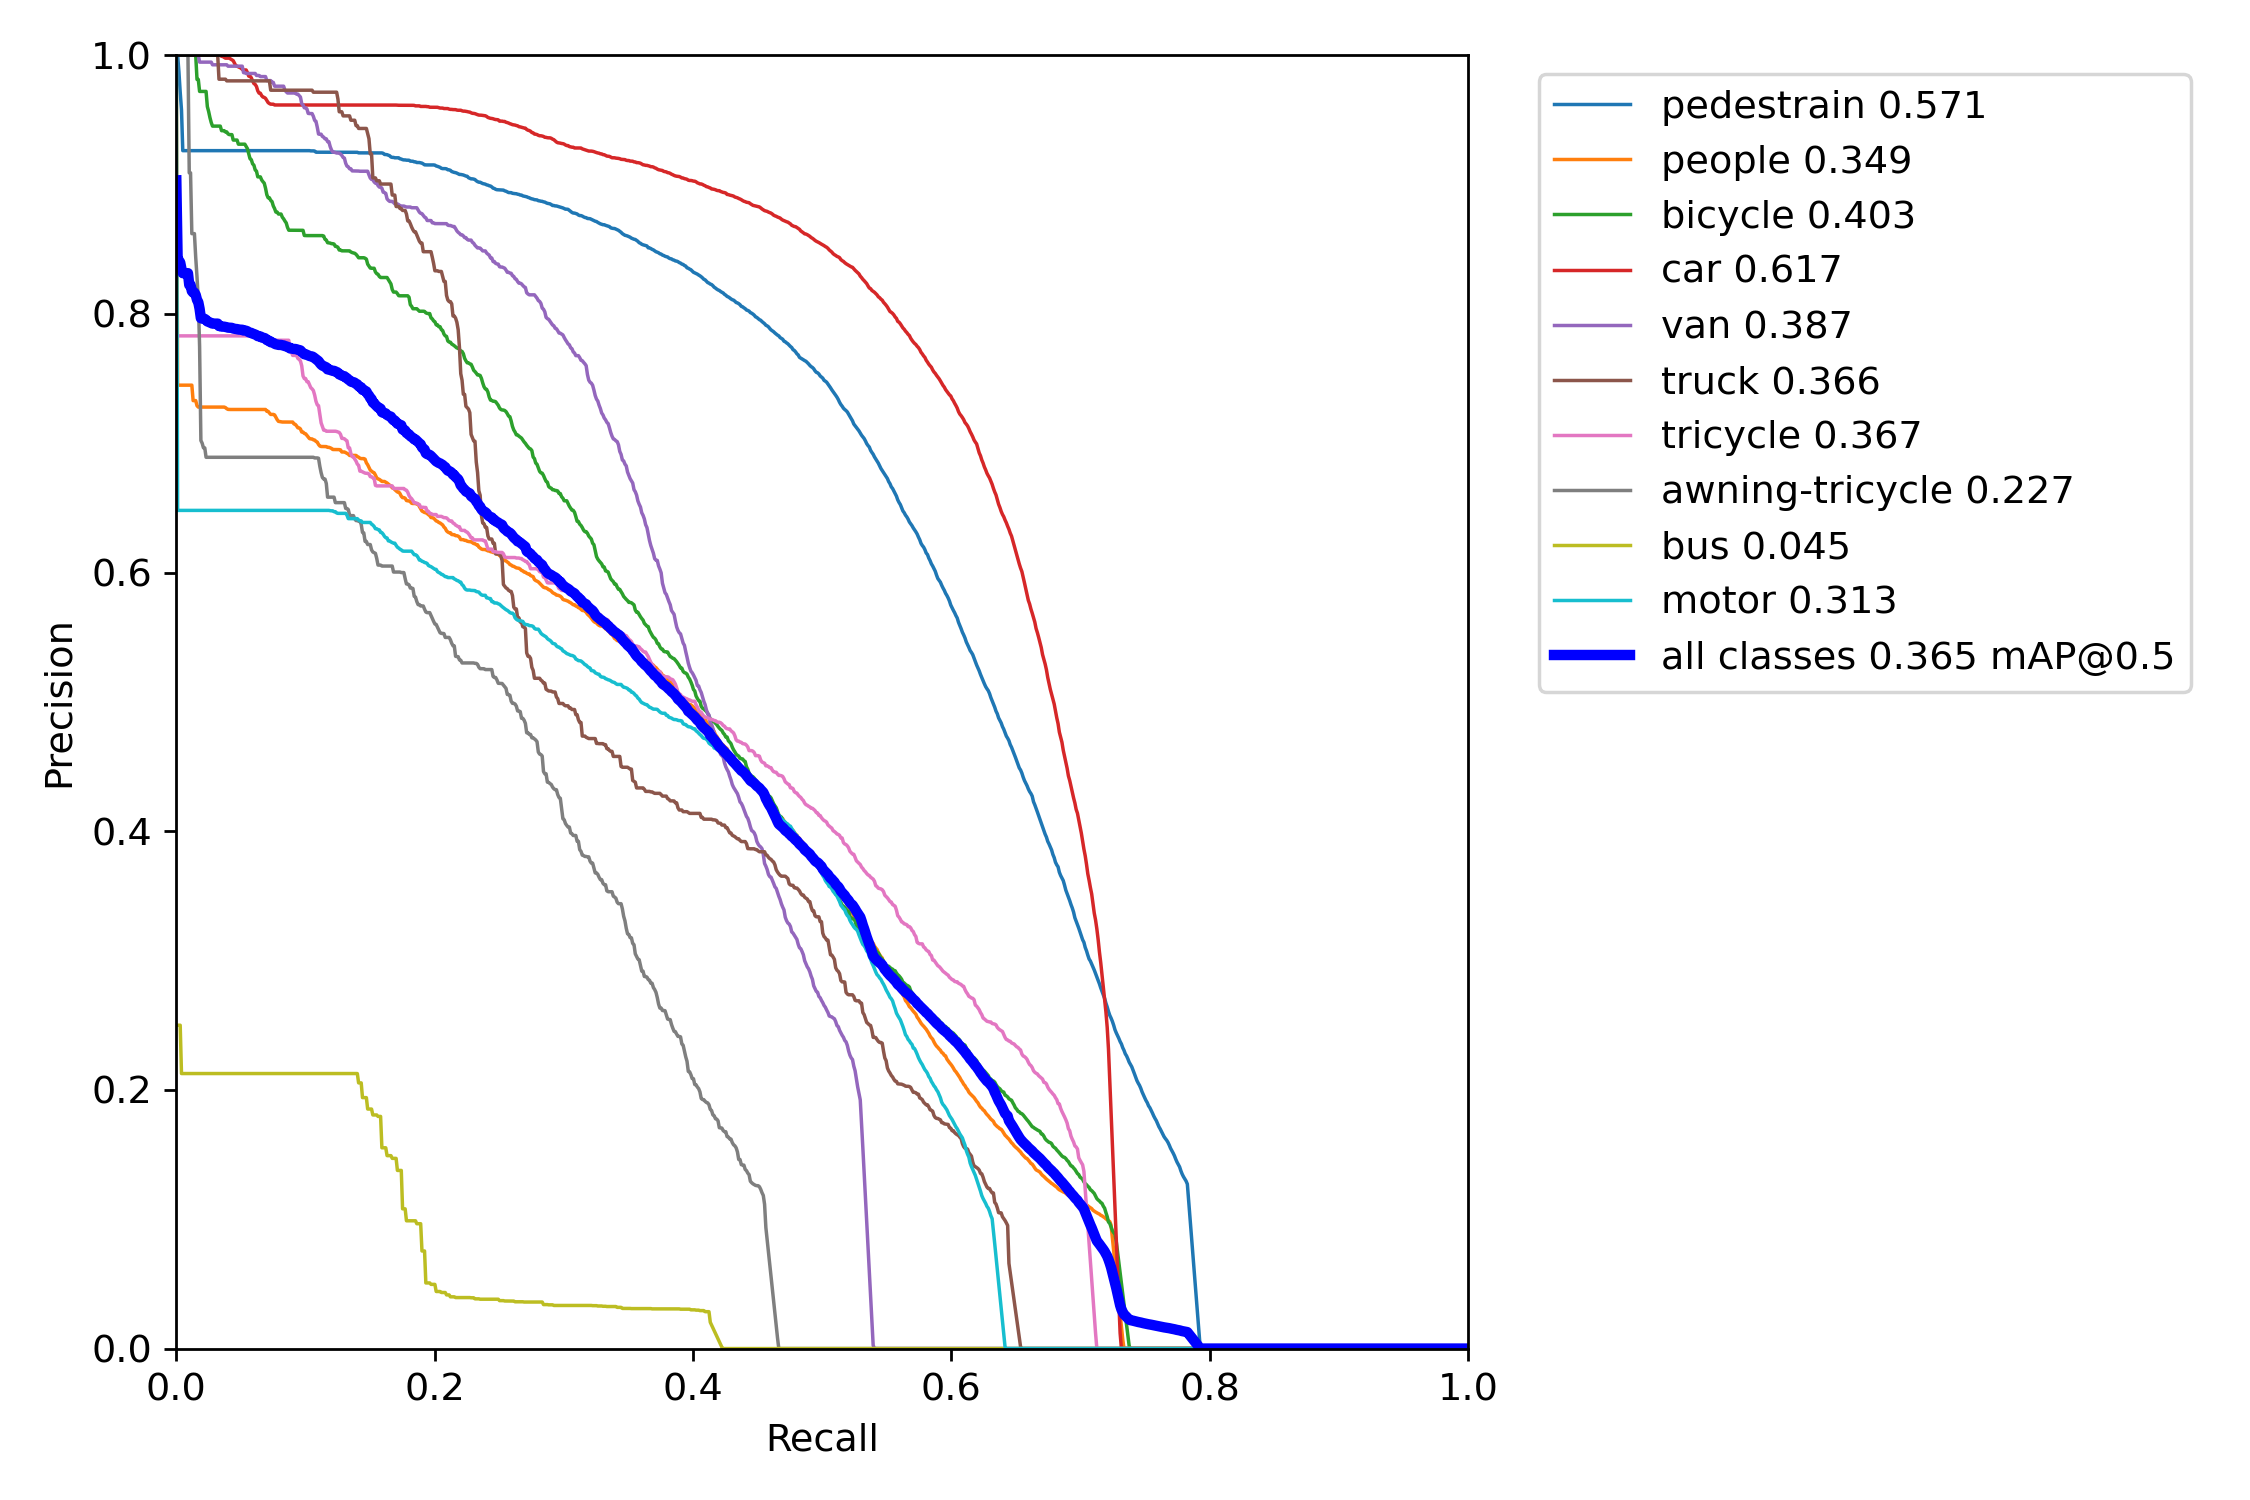 1.0
0.8
0.6
0.4
0.2
0.0
0.0 0.2 0.4 0.6 0.8 1.0
Precision
Recall
pedestrain 0.571
people 0.349
bicycle 0.403
car 0.617
van 0.387
truck 0.366
tricycle 0.367
awning-tricycle 0.227
bus 0.045
motor 0.313
all classes 0.365 mAP@0.5